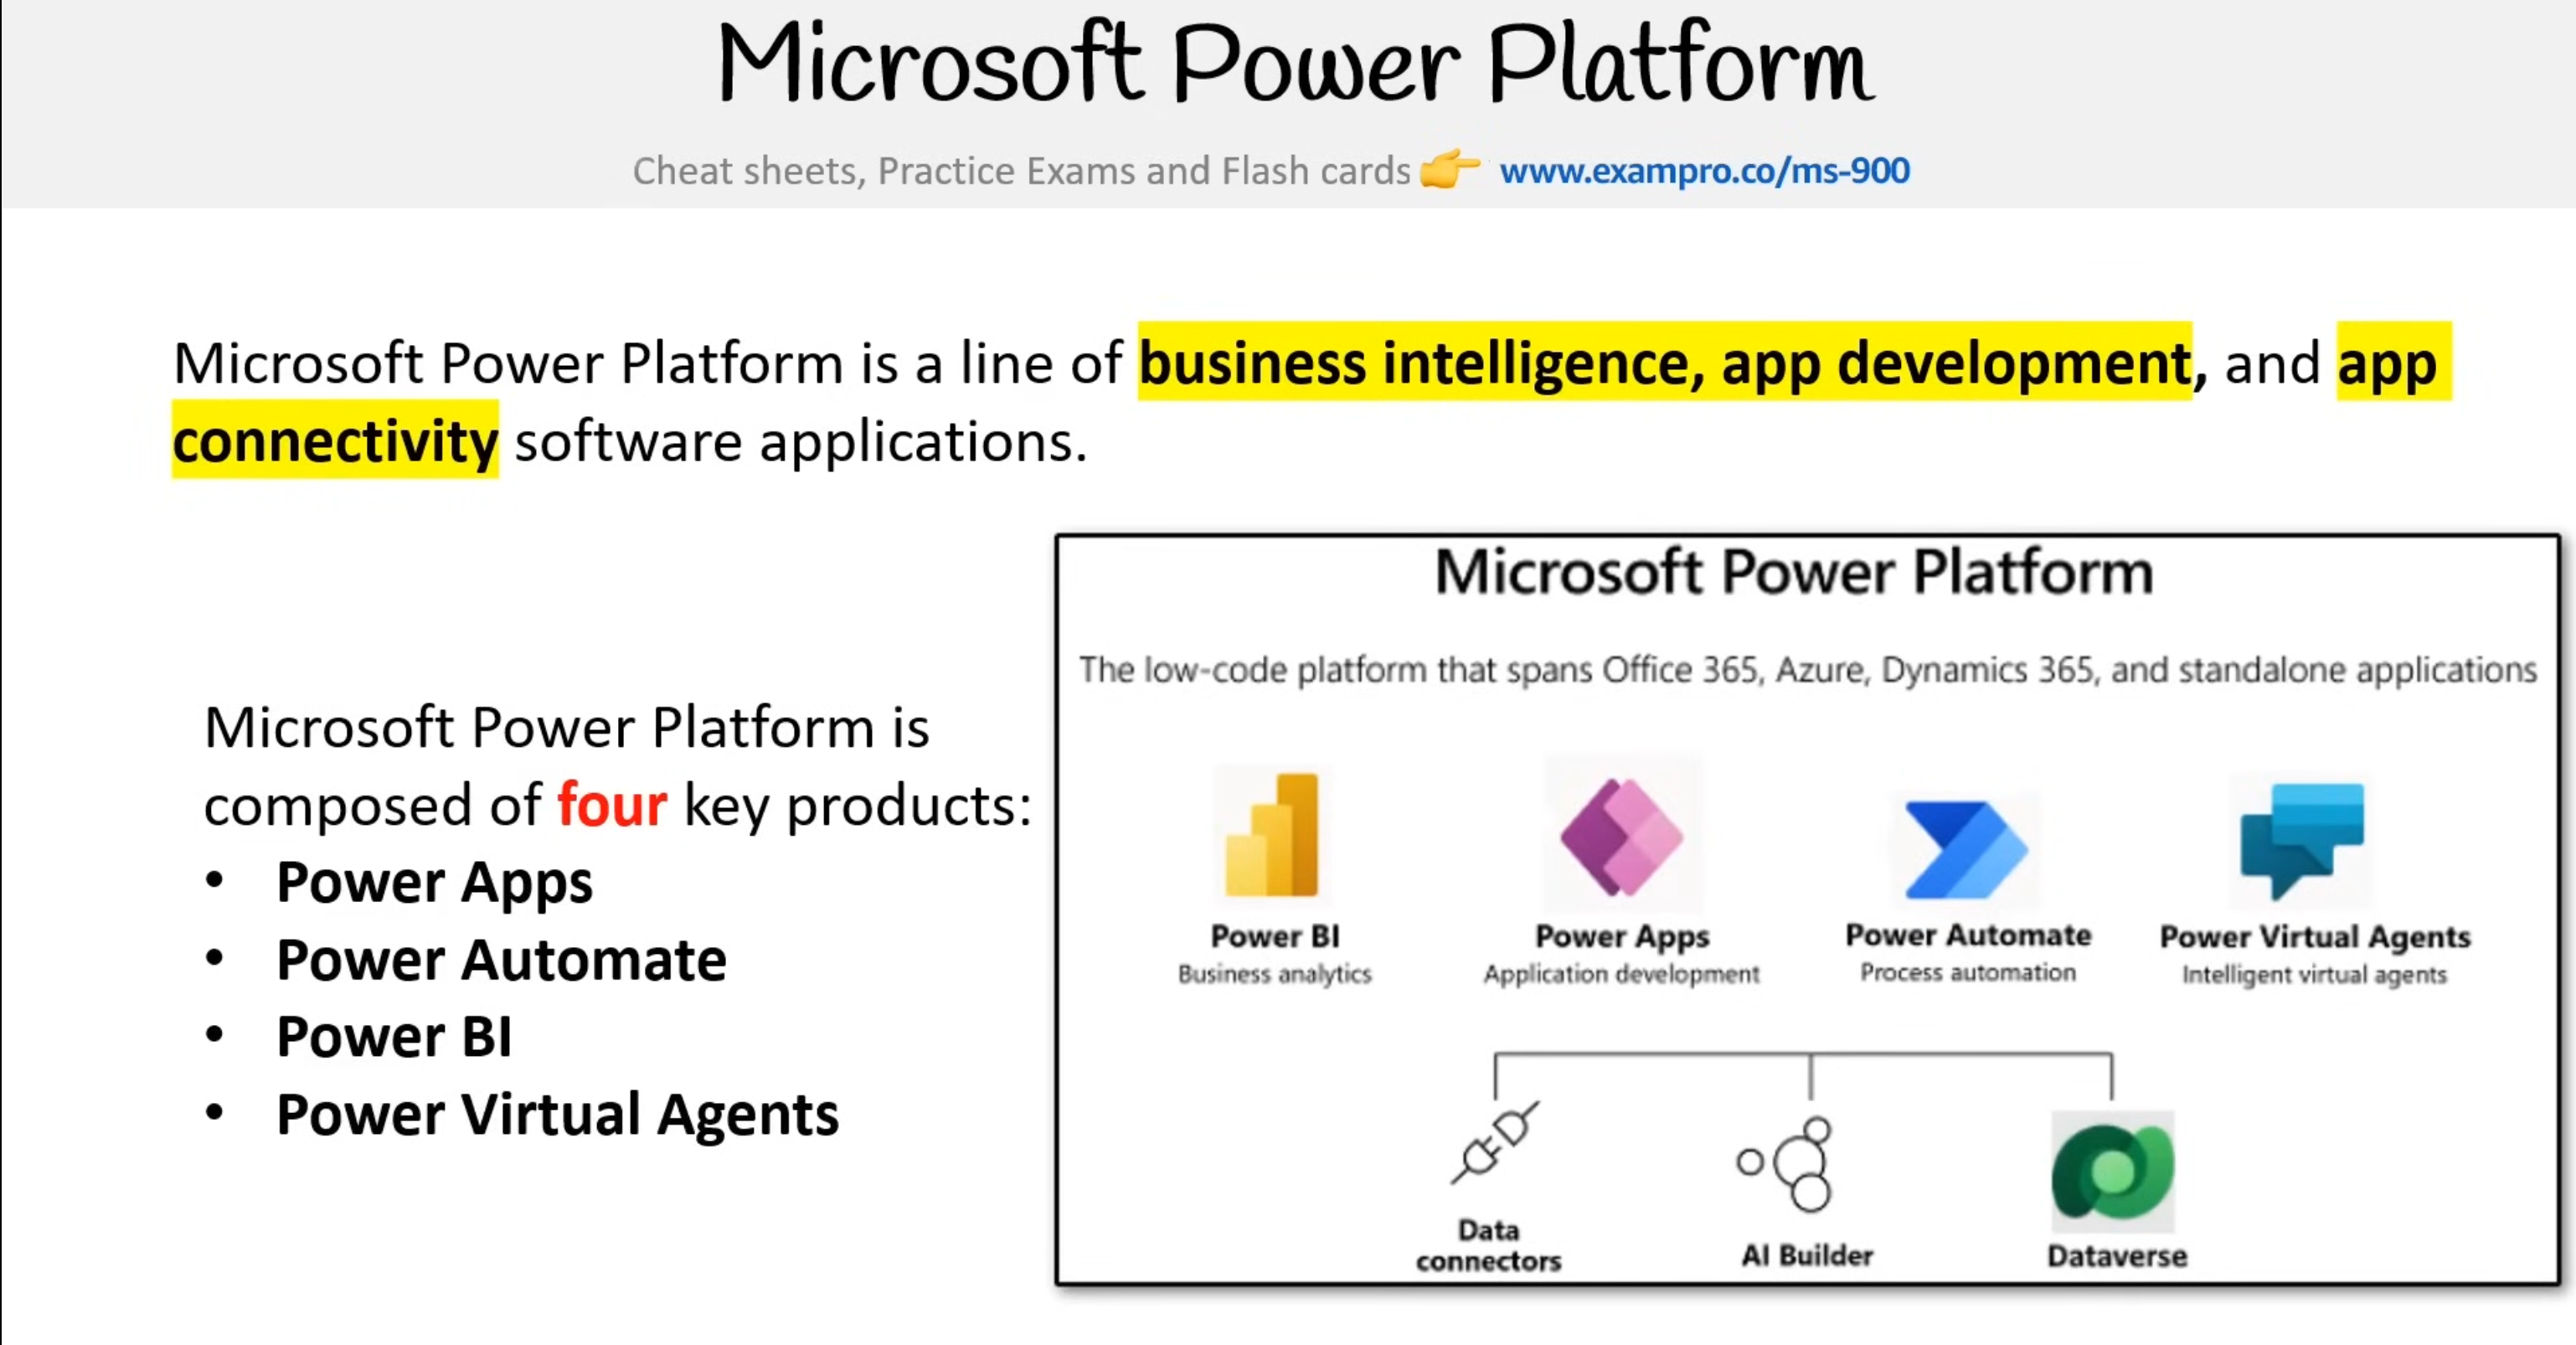 Microsoft Power Platform
Cheat sheets, Practice Exams and Flash cards 👉 www.exampro.co/ms-900
Microsoft Power Platform is a line of business intelligence, app development, and app
connectivity software applications.
Microsoft Power Platform is
composed of four key products:
• Power Apps
• Power Automate
• Power BI
• Power Virtual Agents
Microsoft Power Platform
The low-code platform that spans Office 365, Azure, Dynamics 365, and standalone applications
Power BI
Business analytics
Power Apps
Application development
Power Automate
Process automation
Power Virtual Agents
Intelligent virtual agents
Data
connectors
AI Builder
Dataverse